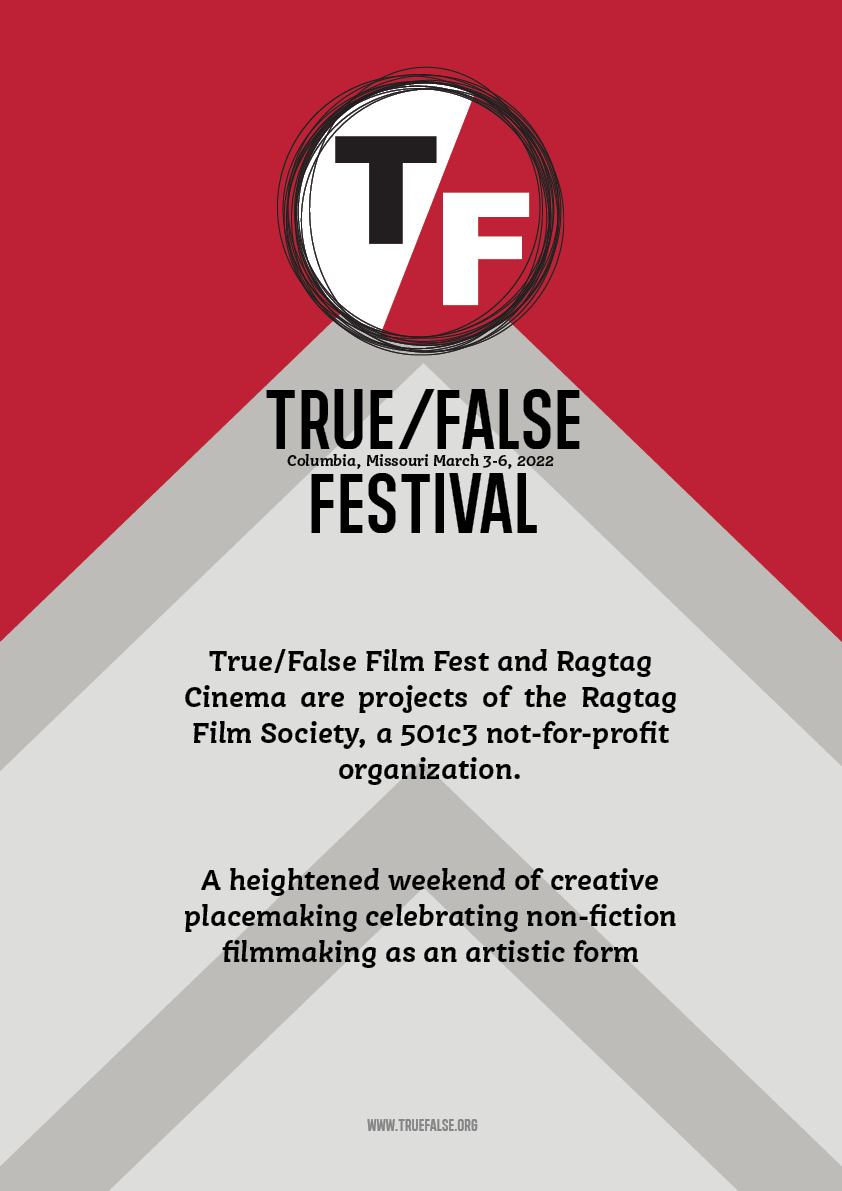 T
F
TRUE/FALSE
Columbia, Missouri March 3-6, 2022
FESTIVAL
True/False Film Fest and Ragtag
Cinema are projects of the Ragtag
Film Society, a 501c3 not-for-profit
organization.
A heightened weekend of creative
placemaking celebrating non-fiction
filmmaking as an artistic form
WWW.TRUEFALSE.ORG